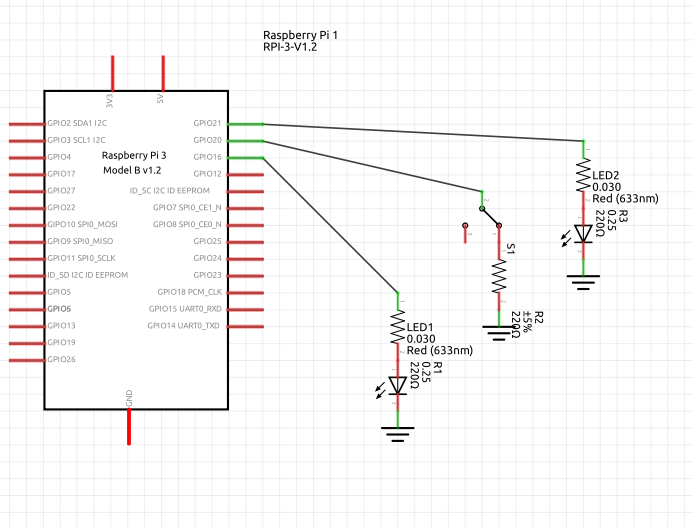 Raspberry Pi 1
RPI-3-V1.2
3V3
5V
GPIO2 SDA1 I2C
GPIO3 SCL1 I2C
GPIO4
GPIO17
GPIO27
GPIO22
GPIO10 SPI0_MOSI
GPIO9 SPI0_MISO
GPIO11 SPI0_SCLK
ID_SD I2C ID EEPROM
GPIO5
GPIO6
GPIO13
GPIO19
GPIO26
Raspberry Pi 3
Model B v1.2
GPIO21
GPIO20
GPIO16
GPIO12
ID_SC I2C ID EEPROM
GPIO7 SPI0_CE1_N
GPIO8 SPI0_CE0_N
GPIO25
GPIO24
GPIO23
GPIO18 PCM_CLK
GPIO15 UART0_RXD
GPIO14 UART0_TXD
GND
LED2
0.030
Red (633nm)
R3
0.25
220Ω
S1
R2
±5%
220Ω
LED1
0.030
Red (633nm)
R1
0.25
220Ω